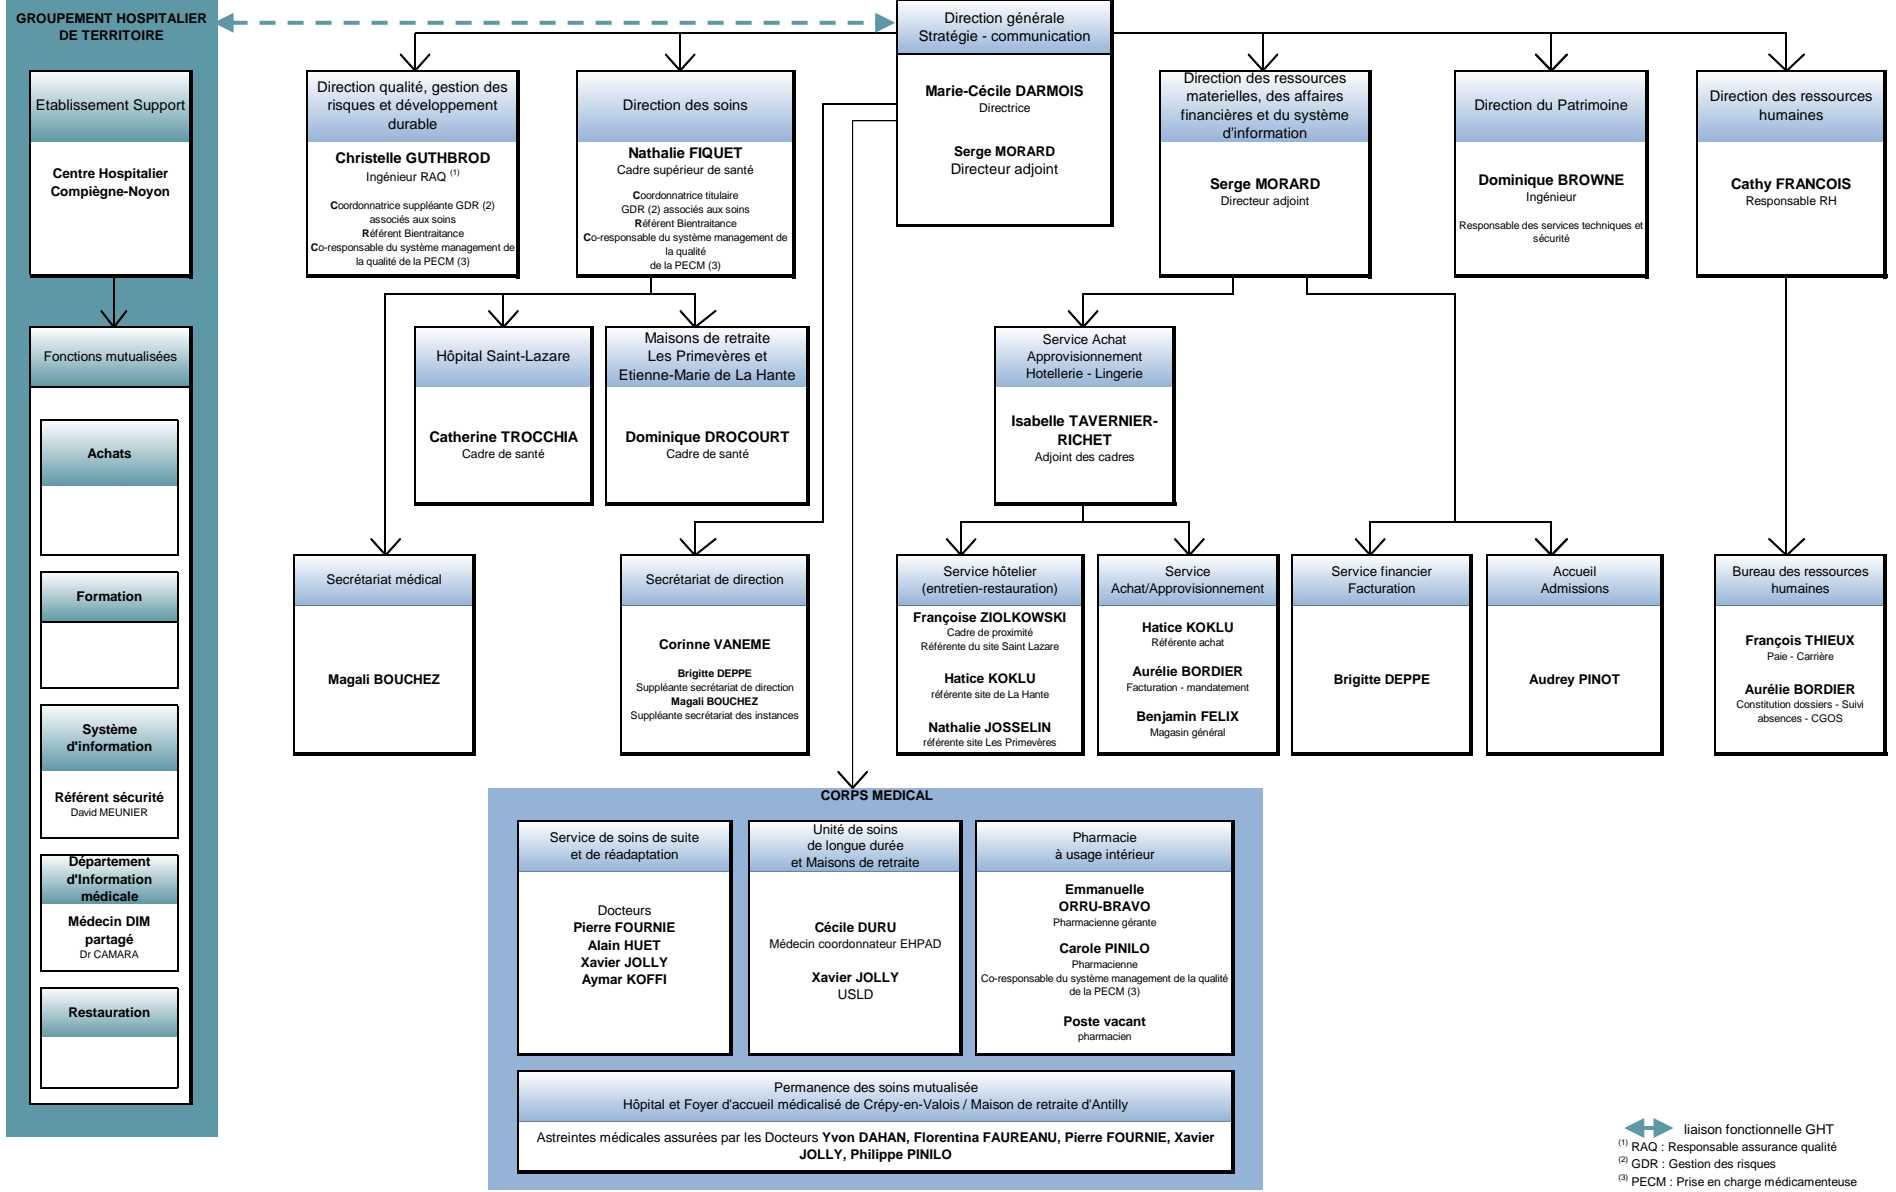 GROUPEMENT HOSPITALIER
DE TERRITOIRE
Etablissement Support
Centre Hospitalier
Compiègne-Noyon
Fonctions mutualisées
Achats
Formation
Système
d'information
Référent sécurité
David MEUNIER
Département
d'Information
médicale
Médecin DIM
partagé
Dr CAMARA
Restauration
Direction générale
Stratégie - communication
Marie-Cécile DARMOIS
Directrice
Serge MORARD
Directeur adjoint
Direction qualité, gestion des
risques et développement
durable
Christelle GUTHBROD
Ingénieur RAQ (1)
Coordonnatrice suppléante GDR (2)
associés aux soins
Référent Bientraitance
Co-responsable du système management de
la qualité de la PECM (3)
Direction des soins
Nathalie FIQUET
Cadre supérieur de santé
Coordonnatrice titulaire
GDR (2) associés aux soins
Référent Bientraitance
Co-responsable du système management de
la qualité
de la PECM (3)
Direction des ressources
materielles, des affaires
financières et du système
d'information
Serge MORARD
Directeur adjoint
Direction du Patrimoine
Dominique BROWNE
Ingénieur
Responsable des services techniques et
sécurité
Direction des ressources
humaines
Cathy FRANCOIS
Responsable RH
Hôpital Saint-Lazare
Catherine TROCCHIA
Cadre de santé
Maisons de retraite
Les Primevères et
Etienne-Marie de La Hante
Dominique DROCOURT
Cadre de santé
Service Achat
Approvisionnement
Hotellerie - Lingerie
Isabelle TAVERNIER-
RICHET
Adjoint des cadres
Secrétariat médical
Magali BOUCHEZ
Secrétariat de direction
Corinne VANEME
Brigitte DEPPE
Suppléante secrétariat de direction
Magali BOUCHEZ
Suppléante secrétariat des instances
Service hôtelier
(entretien-restauration)
Françoise ZIOLKOWSKI
Cadre de proximité
Référente du site Saint Lazare
Hatice KOKLU
référente site de La Hante
Nathalie JOSSELIN
référente site Les Primevères
Service
Achat/Approvisionnement
Hatice KOKLU
Référente achat
Aurélie BORDIER
Facturation - mandatement
Benjamin FELIX
Magasin général
Service financier
Facturation
Brigitte DEPPE
Accueil
Admissions
Audrey PINOT
Bureau des ressources
humaines
François THIEUX
Paie - Carrière
Aurélie BORDIER
Constitution dossiers - Suivi
absences - CGOS
CORPS MEDICAL
Service de soins de suite
et de réadaptation
Docteurs
Pierre FOURNIE
Alain HUET
Xavier JOLLY
Aymar KOFFI
Unité de soins
de longue durée
et Maisons de retraite
Cécile DURU
Médecin coordonnateur EHPAD
Xavier JOLLY
USLD
Pharmacie
à usage intérieur
Emmanuelle
ORRU-BRAVO
Pharmacienne gérante
Carole PINILO
Pharmacienne
Co-responsable du système management de la qualité
de la PECM (3)
Poste vacant
pharmacien
Permanence des soins mutualisée
Hôpital et Foyer d'accueil médicalisé de Crépy-en-Valois / Maison de retraite d'Antilly
Astreintes médicales assurées par les Docteurs Yvon DAHAN, Florentina FAUREANU, Pierre FOURNIE, Xavier
JOLLY, Philippe PINILO
liaison fonctionnelle GHT
(1) RAQ : Responsable assurance qualité
(2) GDR : Gestion des risques
(3) PECM : Prise en charge médicamenteuse